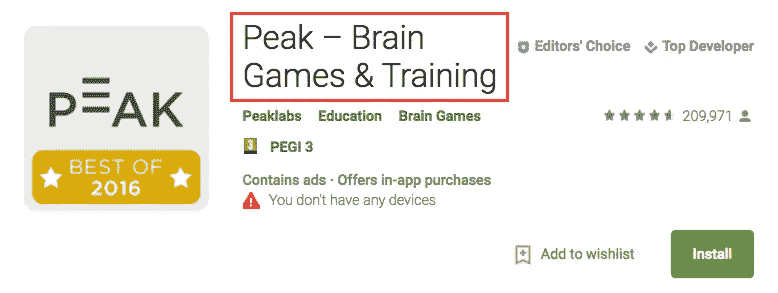 PEAK
BEST OF
2016
Peak – Brain
Games & Training
Editors' Choice Top Developer
Peaklabs Education Brain Games
209,971
PEGI 3
Contains ads · Offers in-app purchases
You don't have any devices
Add to wishlist
Install